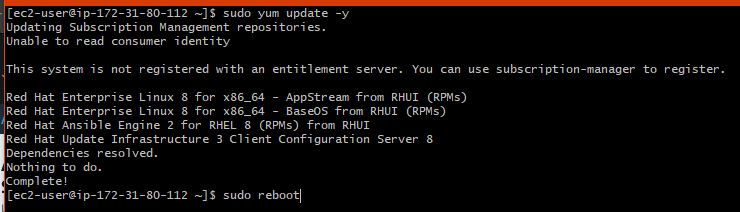 [ec2-user@ip-172-31-80-112 ~]$ sudo yum update -y
Updating Subscription Management repositories.
Unable to read consumer identity
This system is not registered with an entitlement server. You can use subscription-manager to register.
Red Hat Enterprise Linux 8 for x86_64 - AppStream from RHUI (RPMs)
Red Hat Enterprise Linux 8 for x86_64 - BaseOS from RHUI (RPMs)
Red Hat Ansible Engine 2 for RHEL 8 (RPMs) from RHUI
Red Hat Update Infrastructure 3 Client Configuration Server 8
Dependencies resolved.
Nothing to do.
Complete!
[ec2-user@ip-172-31-80-112 ~]$ sudo reboot